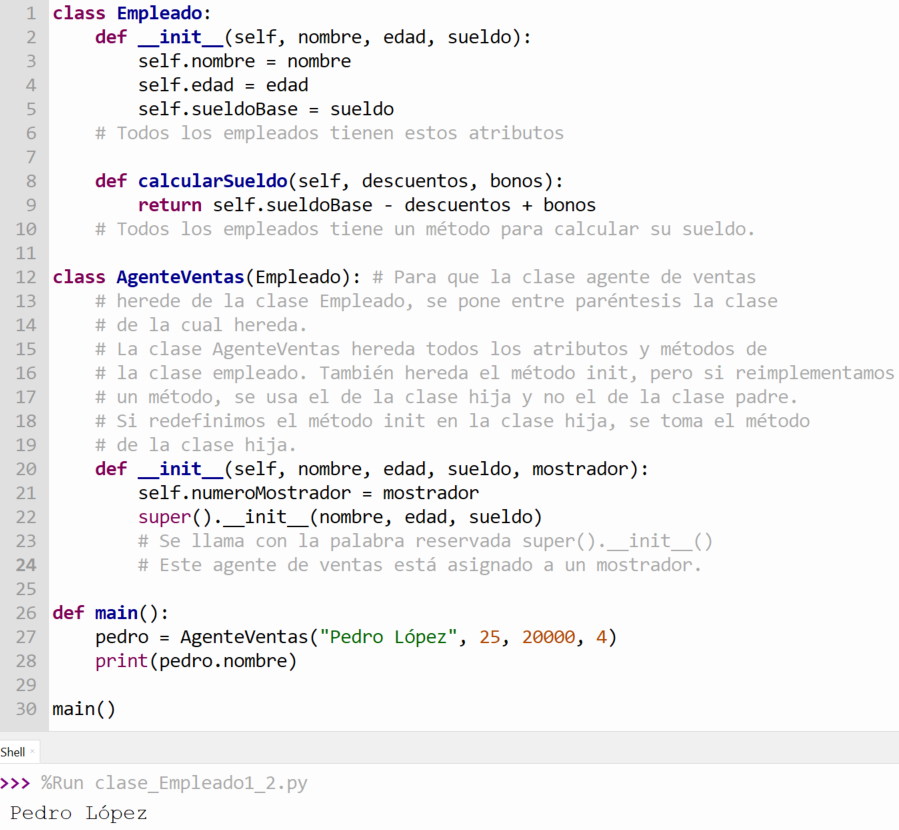 1 class Empleado:
2     def __init__(self, nombre, edad, sueldo):
3         self.nombre = nombre
4         self.edad = edad
5         self.sueldoBase = sueldo
6     # Todos los empleados tienen estos atributos
7
8     def calcularSueldo(self, descuentos, bonos):
9         return self.sueldoBase - descuentos + bonos
10     # Todos los empleados tiene un método para calcular su sueldo.
11
12 class AgenteVentas(Empleado): # Para que la clase agente de ventas
13     # herede de la clase Empleado, se pone entre paréntesis la clase
14     # de la cual hereda.
15     # La clase AgenteVentas hereda todos los atributos y métodos de
16     # la clase empleado. También hereda el método init, pero si reimplementamos
17     # un método, se usa el de la clase hija y no el de la clase padre.
18     # Si redefinimos el método init en la clase hija, se toma el método
19     # de la clase hija.
20     def __init__(self, nombre, edad, sueldo, mostrador):
21         self.numeroMostrador = mostrador
22         super().__init__(nombre, edad, sueldo)
23         # Se llama con la palabra reservada super().__init__()
24         # Este agente de ventas está asignado a un mostrador.
25
26 def main():
27     pedro = AgenteVentas("Pedro López", 25, 20000, 4)
28     print(pedro.nombre)
29
30 main()
Shell ×
>>> %Run clase_Empleado1_2.py
Pedro López